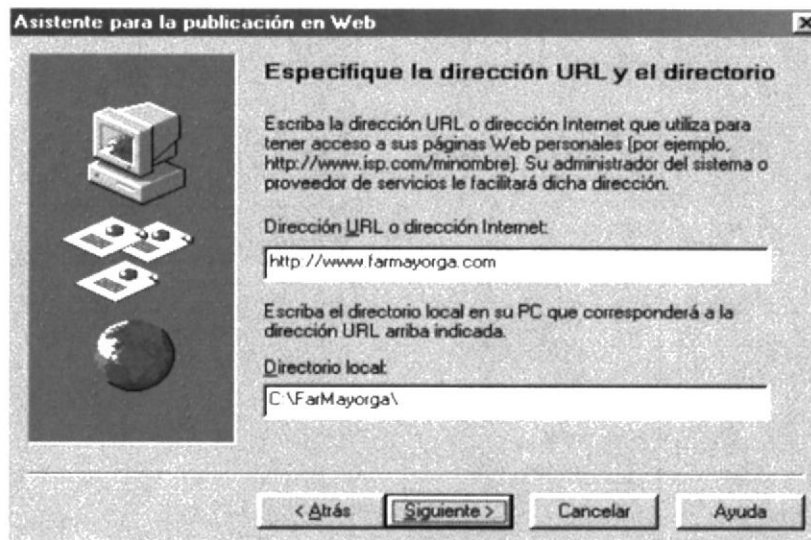 Asistente para la publicación en Web
Especifique la dirección URL y el directorio
Escriba la dirección URL o dirección Internet que utiliza para
tener acceso a sus páginas Web personales (por ejemplo,
http://www.isp.com/minombre). Su administrador del sistema o
proveedor de servicios le facilitará dicha dirección.
Dirección URL o dirección Internet:
http://www.farmayorga.com
Escriba el directorio local en su PC que corresponderá a la
dirección URL arriba indicada.
Directorio local:
C:\FarMayorga\
< Atrás Siguiente > Cancelar Ayuda